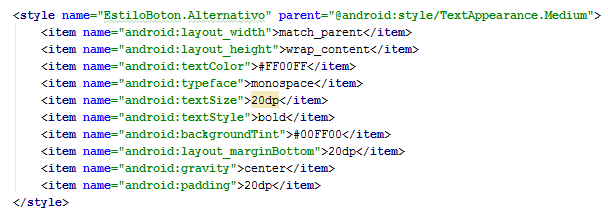 <style name="EstiloBoton.Alternativo" parent="@android:style/TextAppearance.Medium">
<item name="android:layout_width">match_parent</item>
<item name="android:layout_height">wrap_content</item>
<item name="android:textColor">#FF00FF</item>
<item name="android:typeface">monospace</item>
<item name="android:textSize">20dp</item>
<item name="android:textStyle">bold</item>
<item name="android:backgroundTint">#00FF00</item>
<item name="android:layout_marginBottom">20dp</item>
<item name="android:gravity">center</item>
<item name="android:padding">20dp</item>
</style>